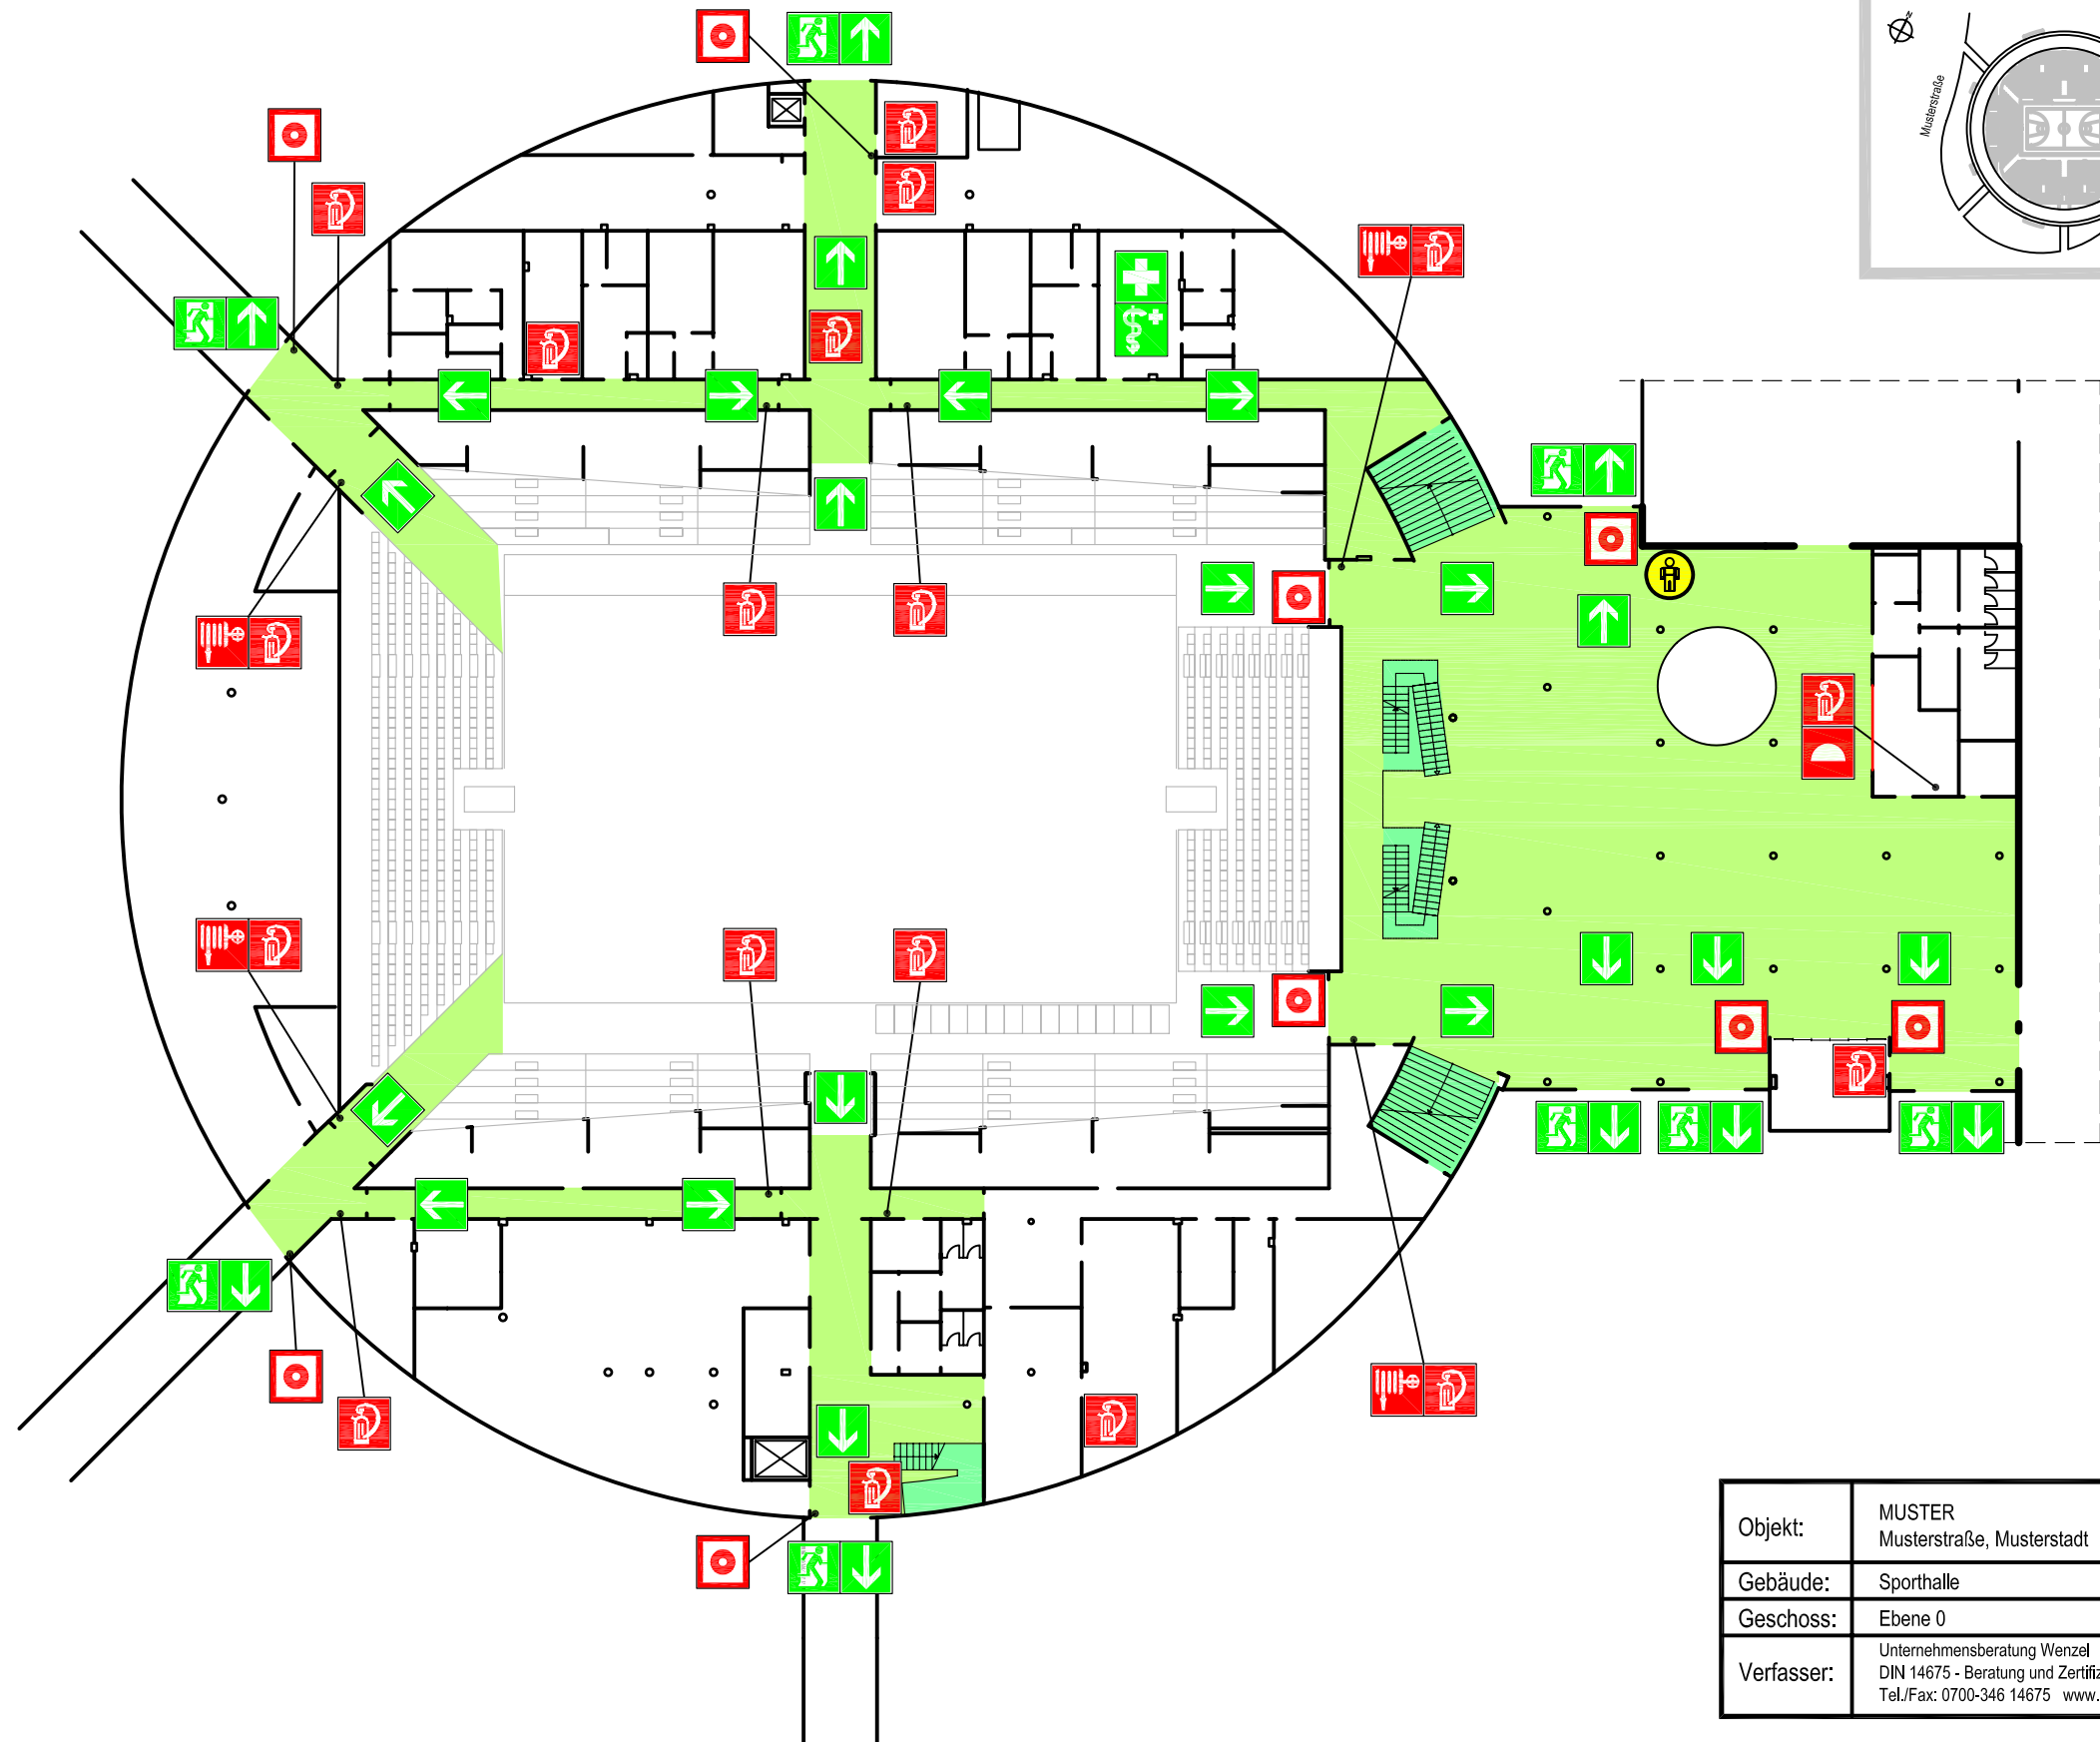 N
Musterstraße
Objekt:
MUSTER
Musterstraße, Musterstadt
Gebäude:
Sporthalle
Geschoss:
Ebene 0
Verfasser:
Unternehmensberatung Wenzel
DIN 14675 - Beratung und Zertifiz
Tel./Fax: 0700-346 14675 www.